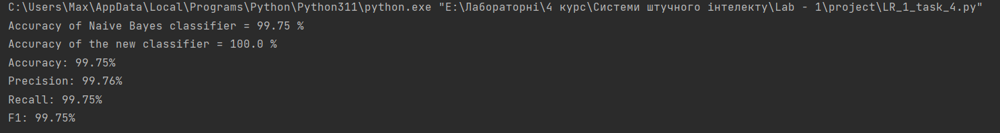 C:\Users\Max\AppData\Local\Programs\Python\Python311\python.exe "E:\Лабораторні\4 курс\Системи штучного інтелекту\Lab - 1\project\LR_1_task_4.py"
Accuracy of Naive Bayes classifier = 99.75 %
Accuracy of the new classifier = 100.0 %
Accuracy: 99.75%
Precision: 99.76%
Recall: 99.75%
F1: 99.75%